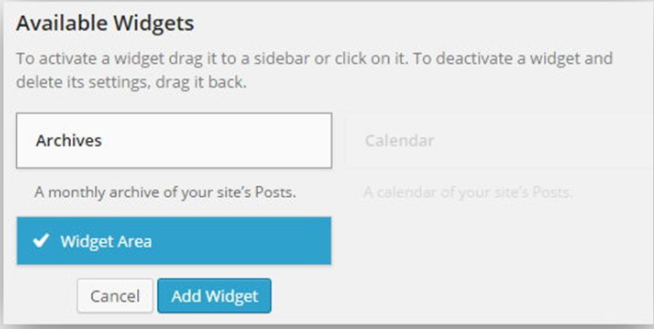 Available Widgets
To activate a widget drag it to a sidebar or click on it. To deactivate a widget and
delete its settings, drag it back.
Archives
Calendar
A monthly archive of your site's Posts.
A calendar of your site's Posts.
Widget Area
Cancel
Add Widget